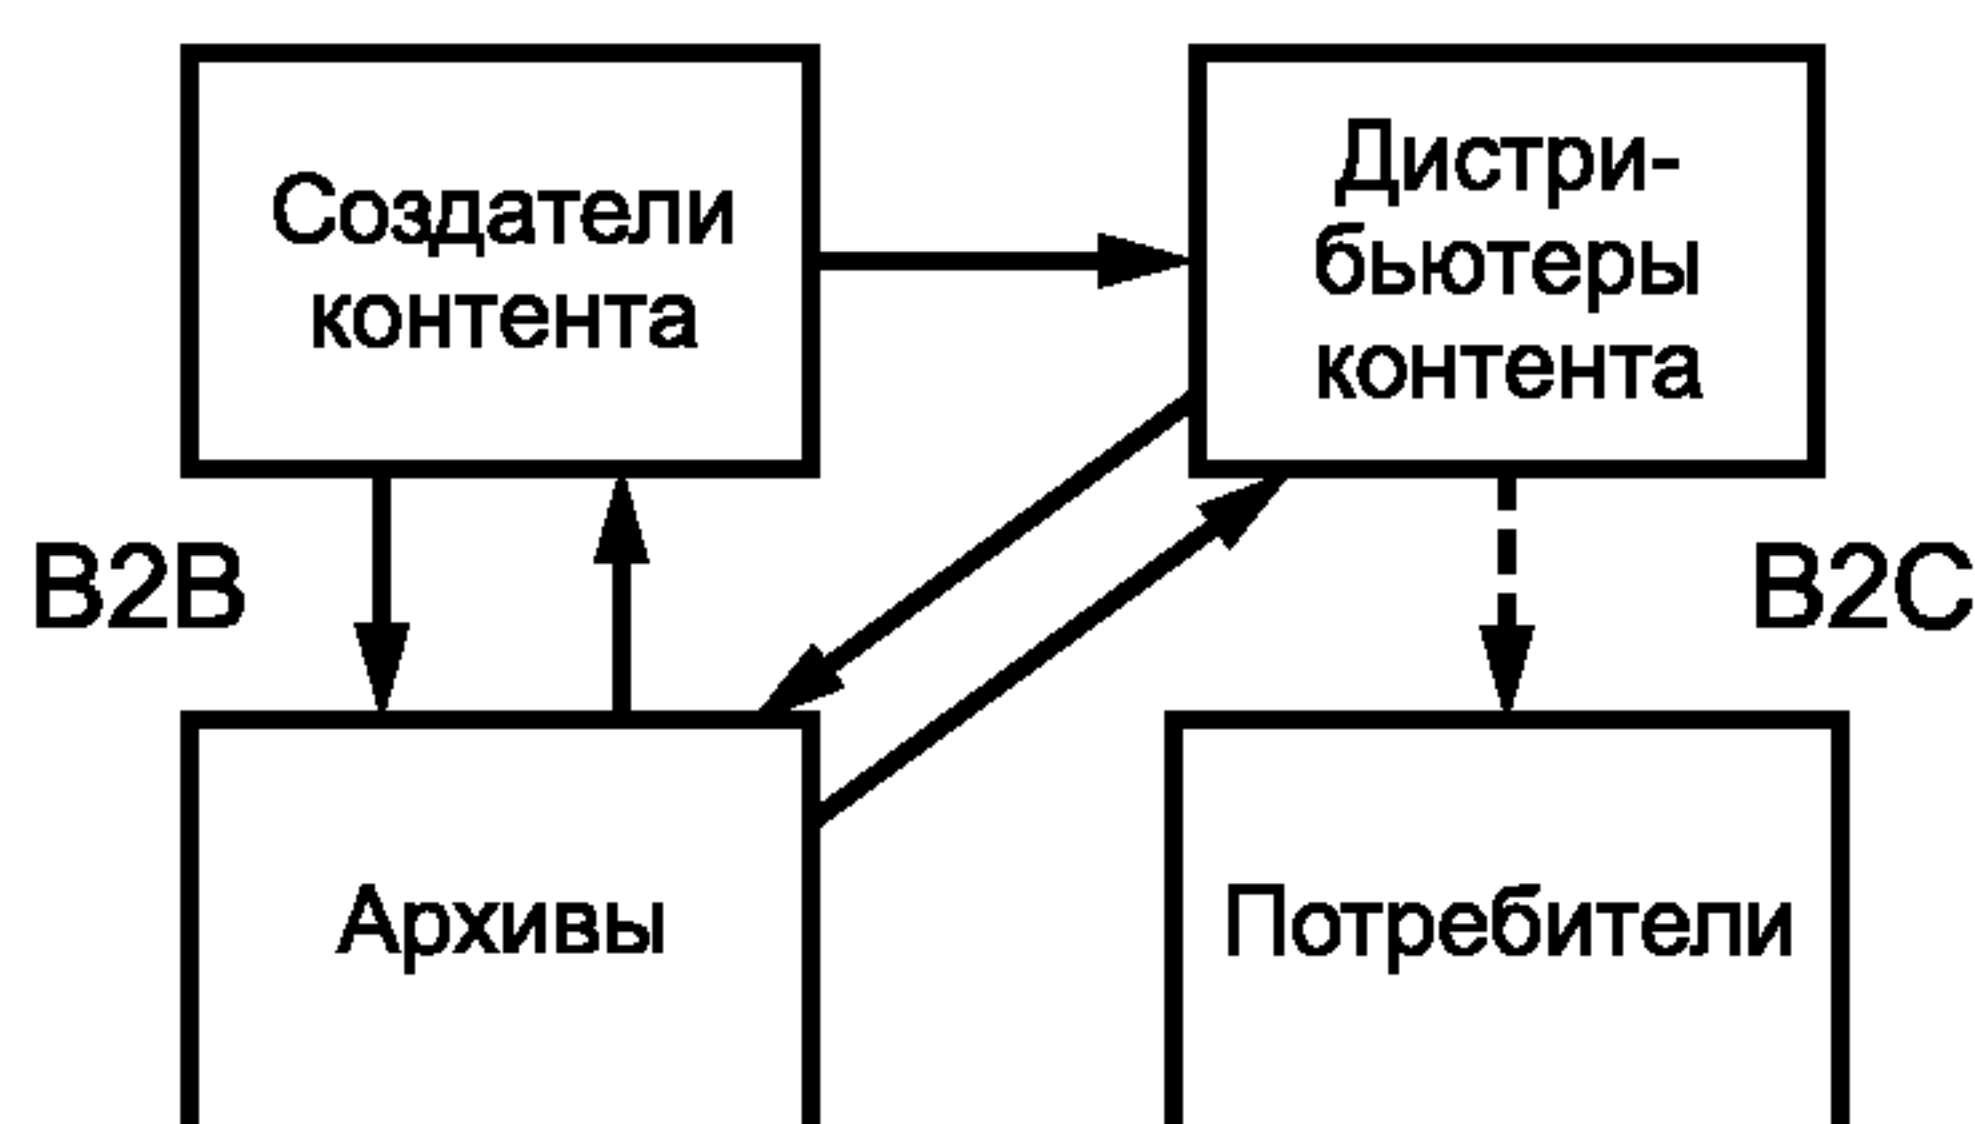 Создатели
контента
Дистри-
бьютеры
контента
B2B
B2C
Архивы
Потребители